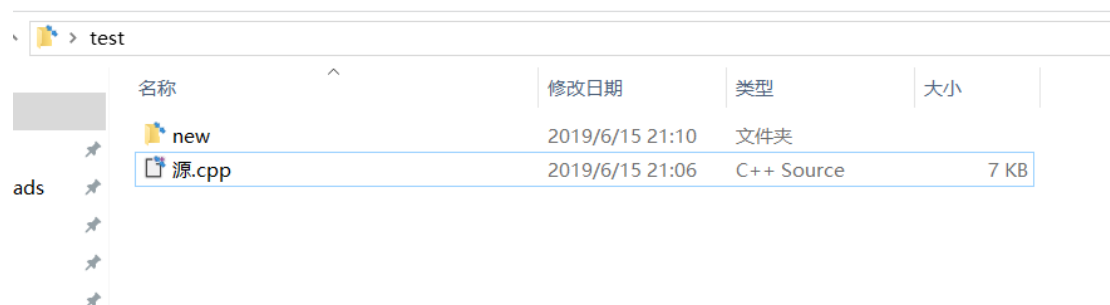 test
名称 修改日期 类型 大小
new 2019/6/15 21:10 文件夹
源.cpp 2019/6/15 21:06 C++ Source 7 KB
ads